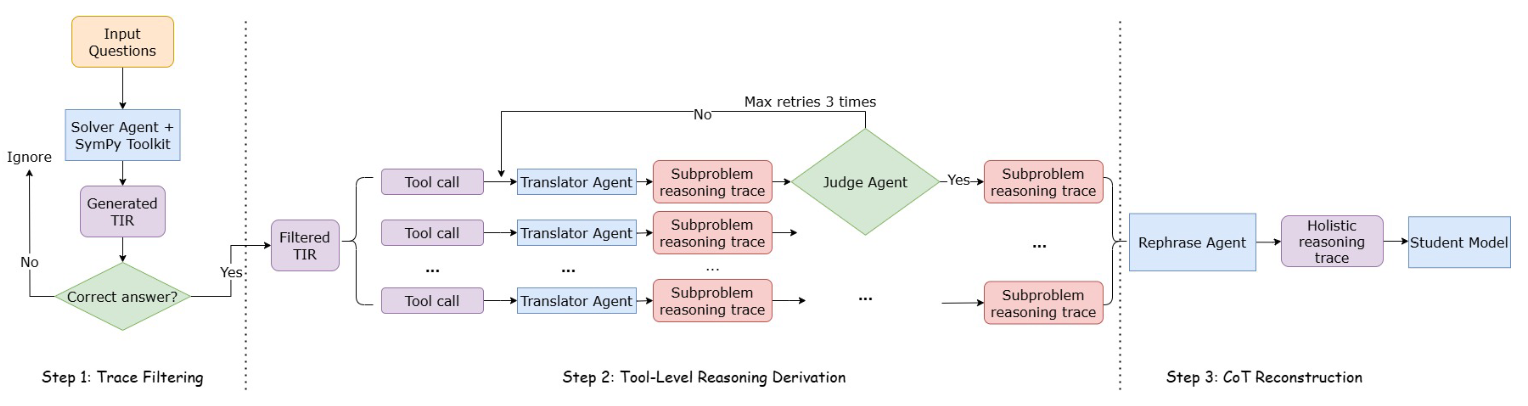 Input
Questions
Solver Agent +
SymPy Toolkit
Ignore
Generated
TIR
No
Yes
Correct answer?
Step 1: Trace Filtering
Max retries 3 times
No
Filtered
TIR
Tool call
Translator Agent
Subproblem
reasoning trace
Judge Agent
Yes
Subproblem
reasoning trace
Tool call
Translator Agent
Subproblem
reasoning trace
...
...
...
...
Tool call
Translator Agent
Subproblem
reasoning trace
...
Subproblem
reasoning trace
Step 2: Tool-Level Reasoning Derivation
Rephrase Agent
Holistic
reasoning
trace
Student Model
Step 3: CoT Reconstruction